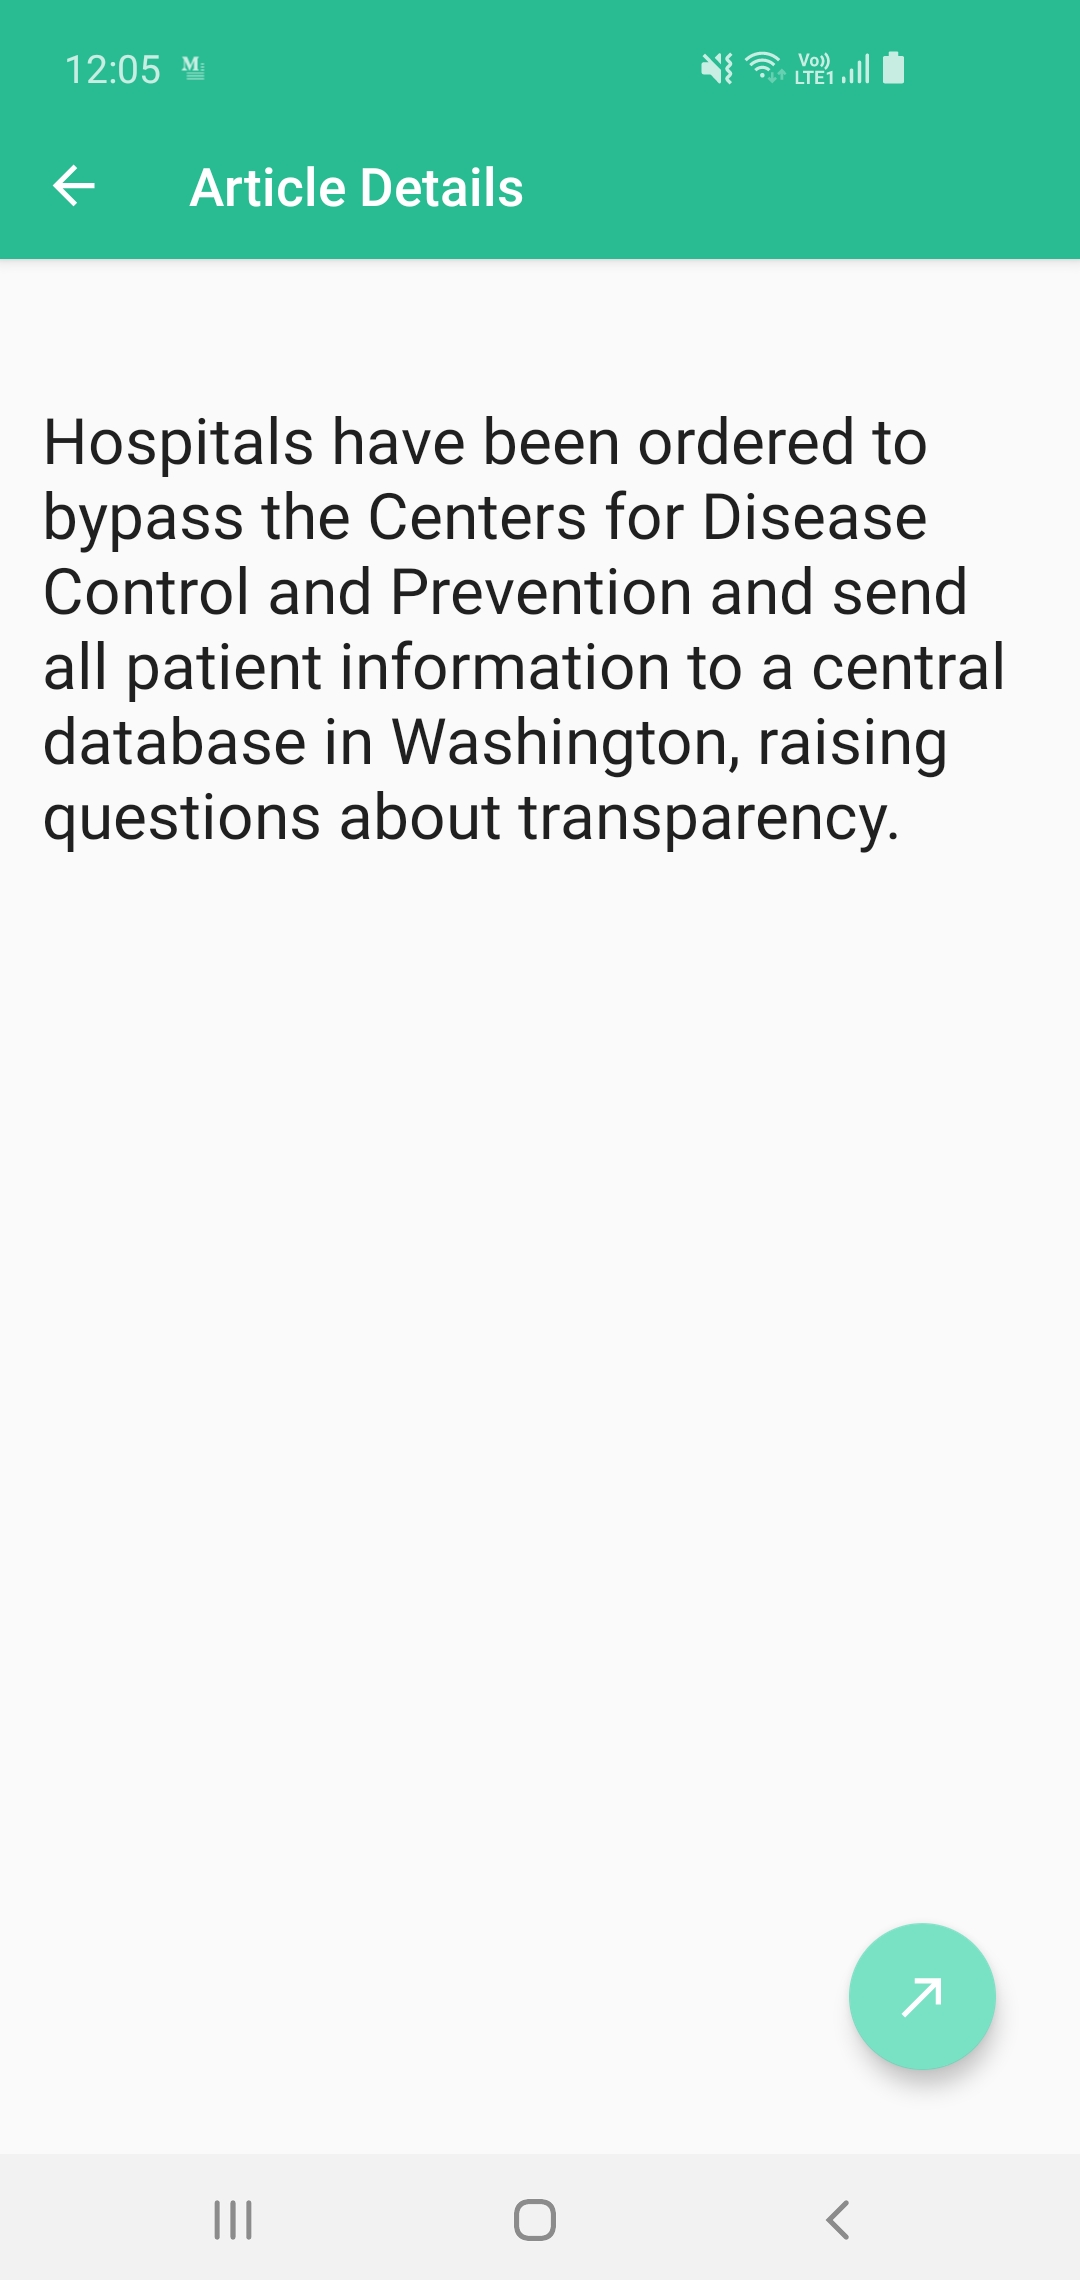 12:05
Vo))
LTE1
Article Details
Hospitals have been ordered to
bypass the Centers for Disease
Control and Prevention and send
all patient information to a central
database in Washington, raising
questions about transparency.